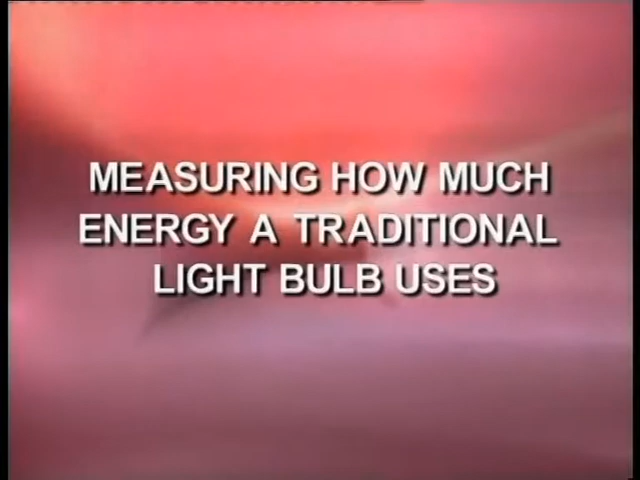 MEASURING HOW MUCH
ENERGY A TRADITIONAL
LIGHT BULB USES